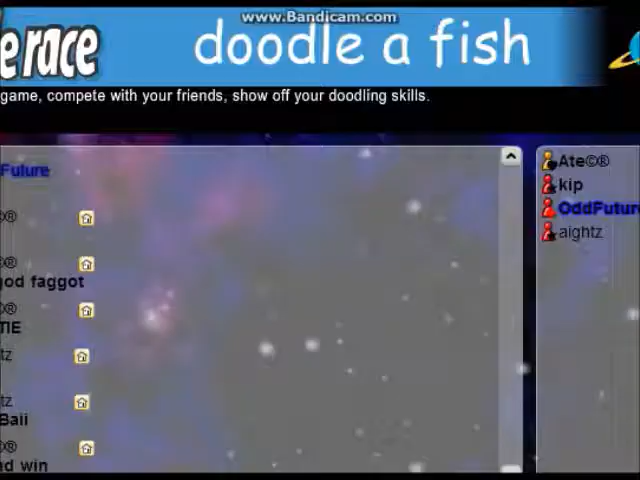 www.Bandicam.com
e race
doodle a fish
game, compete with your friends, show off your doodling skills.
Future
©®
©®
god faggot
©®
TIE
tz
tz
Baii
©®
nd win
Ate©®
kip
OddFuture
aightz